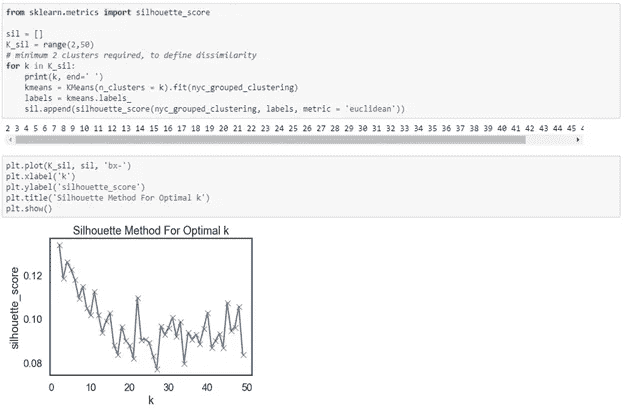 from sklearn.metrics import silhouette_score
sil = []
K_sil = range(2,50)
# minimum 2 clusters required, to define dissimilarity
for k in K_sil:
print(k, end=' ')
kmeans = KMeans(n_clusters = k).fit(nyc_grouped_clustering)
labels = kmeans.labels_
sil.append(silhouette_score(nyc_grouped_clustering, labels, metric = 'euclidean'))
2 3 4 5 6 7 8 9 10 11 12 13 14 15 16 17 18 19 20 21 22 23 24 25 26 27 28 29 30 31 32 33 34 35 36 37 38 39 40 41 42 43 44 45 4
plt.plot(K_sil, sil, 'bx-')
plt.xlabel('k')
plt.ylabel('silhouette_score')
plt.title('Silhouette Method For Optimal k')
plt.show()
Silhouette Method For Optimal k
silhouette_score
0.12
0.10
0.08
0 10 20 30 40 50
k